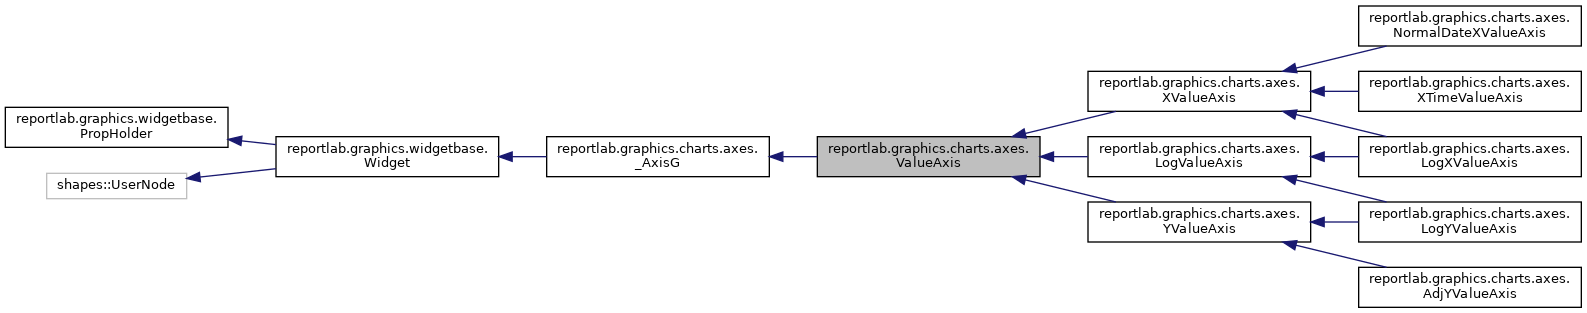 reportlab.graphics.widgetbase.
PropHolder
shapes::UserNode
reportlab.graphics.widgetbase.
Widget
reportlab.graphics.charts.axes.
_AxisG
reportlab.graphics.charts.axes.
ValueAxis
reportlab.graphics.charts.axes.
XValueAxis
reportlab.graphics.charts.axes.
LogValueAxis
reportlab.graphics.charts.axes.
YValueAxis
reportlab.graphics.charts.axes.
NormalDateXValueAxis
reportlab.graphics.charts.axes.
XTimeValueAxis
reportlab.graphics.charts.axes.
LogXValueAxis
reportlab.graphics.charts.axes.
LogYValueAxis
reportlab.graphics.charts.axes.
AdjYValueAxis